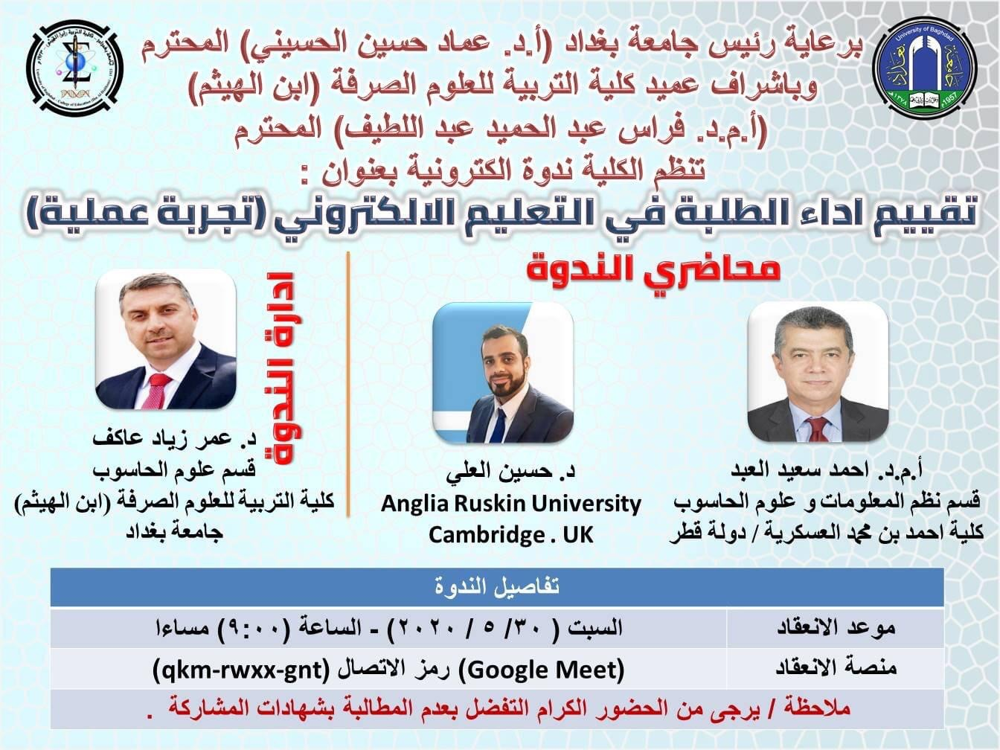 برعاية رئيس جامعة بغداد (أ.د. عماد حسين الحسيني) المحترم
وباشراف عميد كلية التربية للعلوم الصرفة (ابن الهيثم)
(أ.م.د. فراس عبد الحميد عبد اللطيف) المحترم
تنظم الكلية ندوة الكترونية بعنوان :
University of Baghdad
1957
تقييم اداء الطلبة في التعليم الالكتروني (تجربة عملية)
محاضري الندوة
أ.م.د. احمد سعيد العبد
قسم نظم المعلومات و علوم الحاسوب
كلية احمد بن محمد العسكرية / دولة قطر
د. حسين العلي
Anglia Ruskin University
Cambridge . UK
ادارة الندوة
د. عمر زياد عاكف
قسم علوم الحاسوب
كلية التربية للعلوم الصرفة (ابن الهيثم)
جامعة بغداد
تفاصيل الندوة
موعد الانعقاد
السبت ( ٣٠/ ٥ / ٢٠٢٠) - الساعة (٩:٠٠) مساءا
منصة الانعقاد
(Google Meet) رمز الاتصال (qkm-rwxx-gnt)
ملاحظة / يرجى من الحضور الكرام التفضل بعدم المطالبة بشهادات المشاركة .